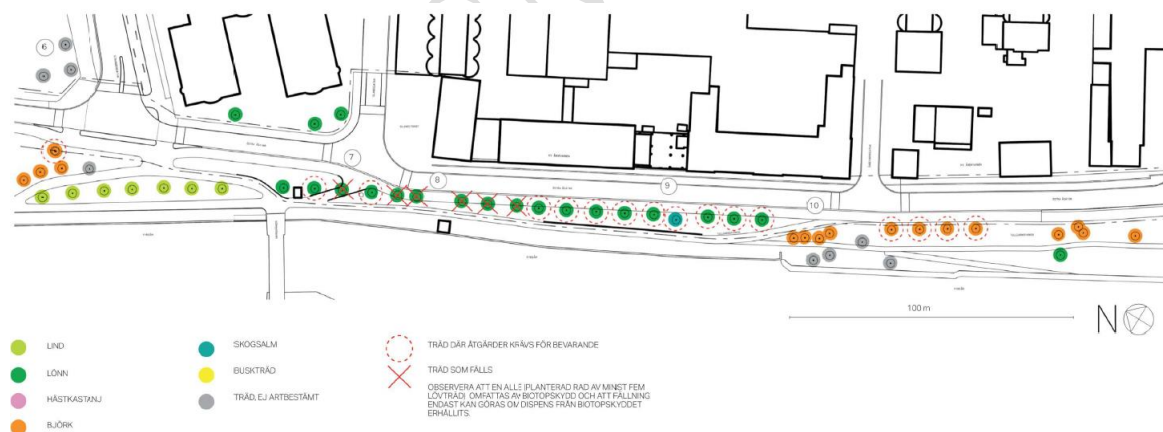 6
7
8
9
10
100 m
N
LIND
LÖNN
HÄSTKASTANJ
BJÖRK
SKOGSALM
BUSKTRÄD
TRÄD, EJ ARTBESTÄMT
TRÄD DÄR ÅTGÄRDER KRÄVS FÖR BEVARANDE
TRÄD SOM FÄLLS
OBSERVERA ATT EN ALLÉ (PLANTERAD RAD AV MINST FEM
LÖVTRÄD) OMFATTAS AV BIOTOPSKYDD OCH ATT FÄLLNING
ENDAST KAN GÖRAS OM DISPENS FRÅN BIOTOPSKYDDET
ERHÅLLITS.